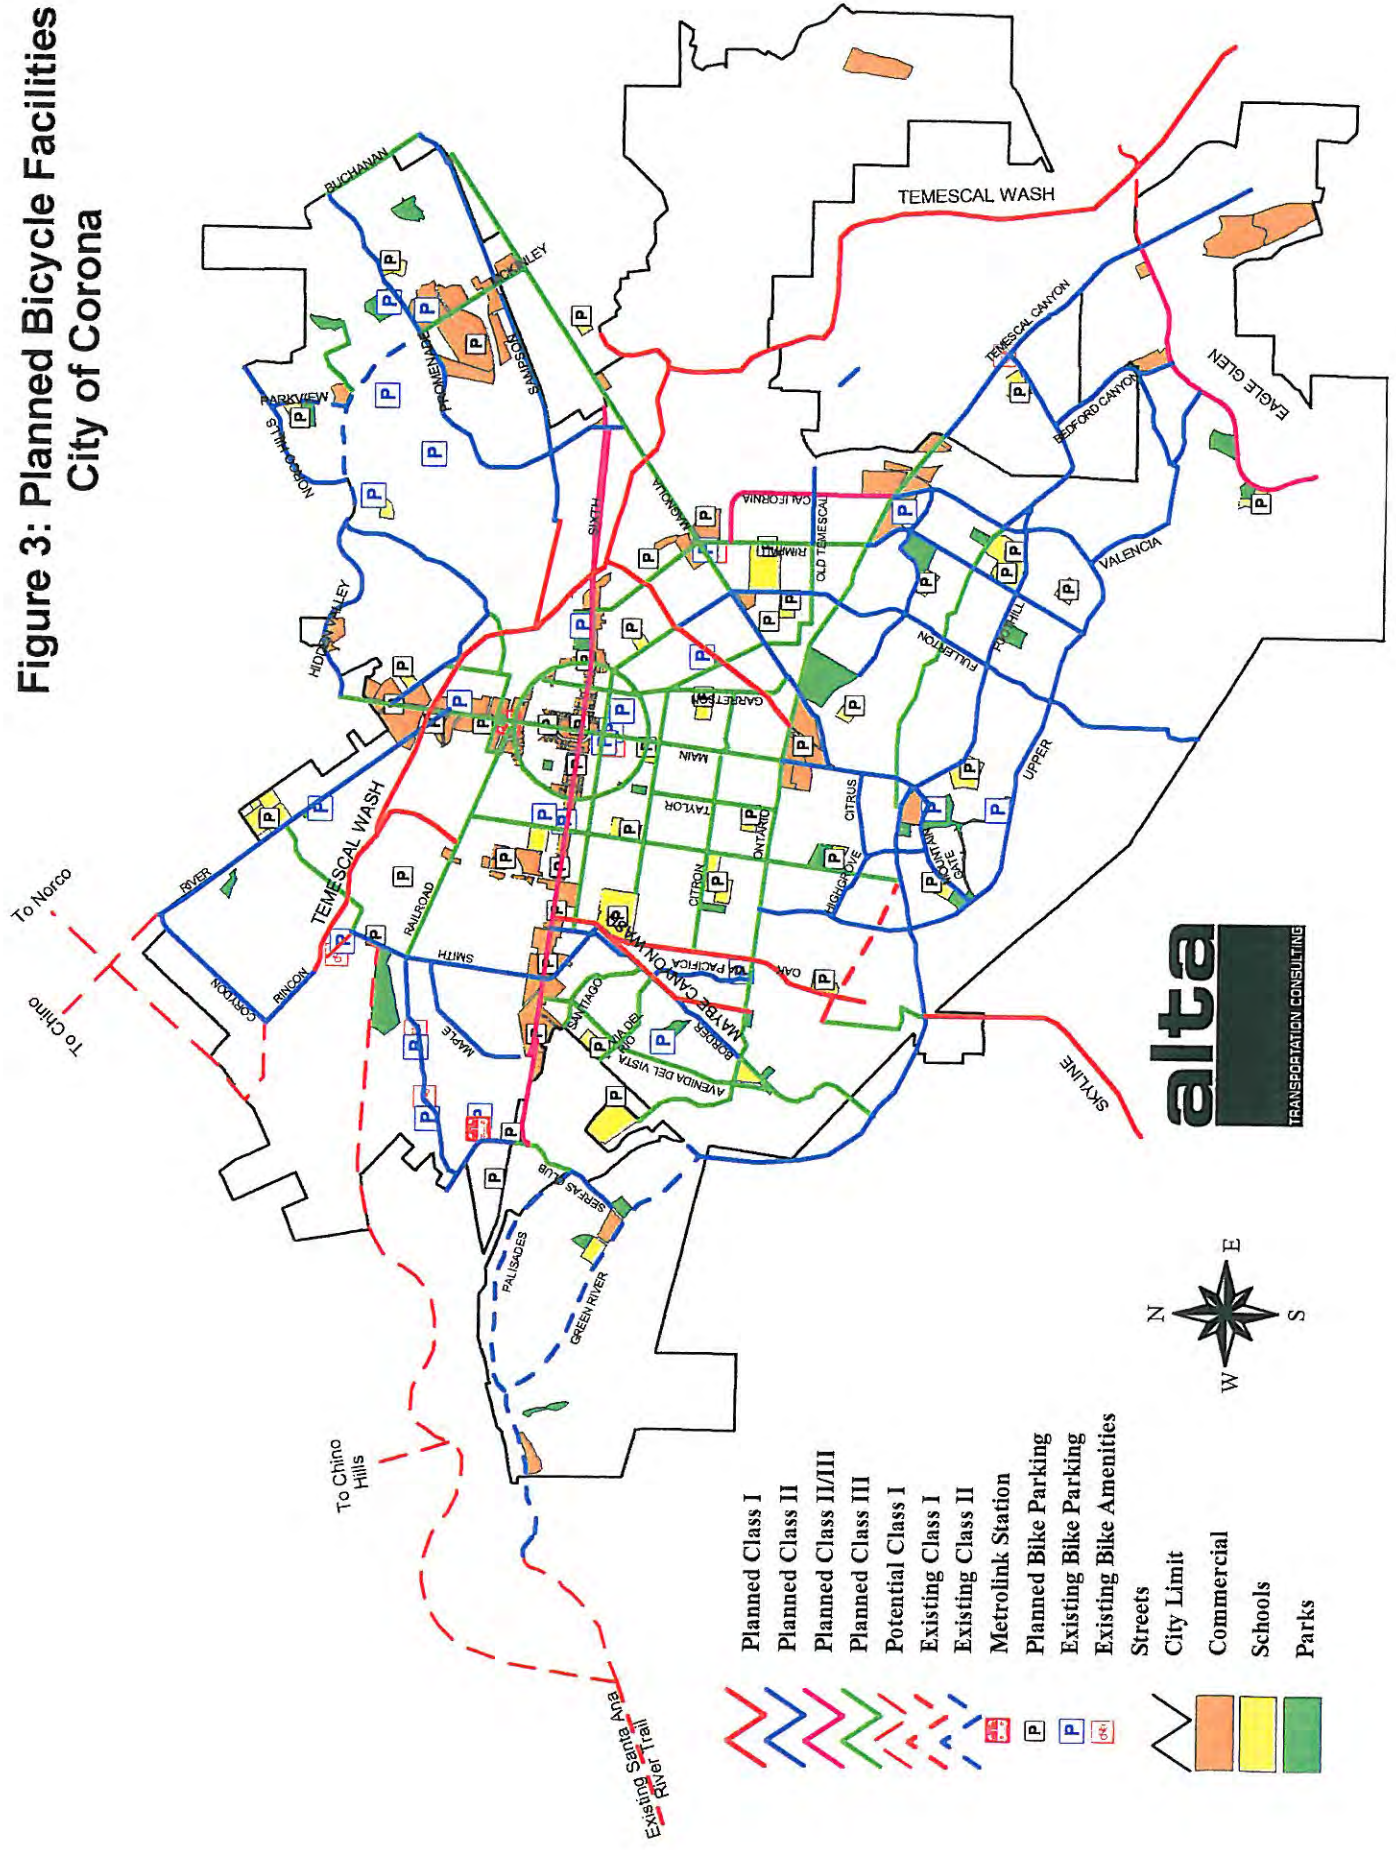 Figure 3: Planned Bicycle Facilities
City of Corona
BUCHANAN
McKINLEY
PROMENADE
SAMPSON
PARKVIEW
NORCO HILLS
HIDDEN VALLEY
SIXTH
MAGNOLIA
TEMESCAL WASH
TEMESCAL CANYON
BEDFORD CANYON
EAGLE GLEN
CALIFORNIA
OLD TEMESCAL
RIMPAU
VALENCIA
FOOTHILL
FULLERTON
UPPER
GARRETSON
MAIN
TAYLOR
CITRON
ONTARIO
CITRUS
HIGHGROVE
MOUNTAIN
GATE
To Norco
To Chino
RIVER
CORYDON
RINCON
TEMESCAL WASH
RAILROAD
SMITH
MAPLE
SANTIAGO
VIA DEL
RIO
AVENIDA DEL VISTA
BORDER
MAYBE CANYON WASH
PACIFICA
OAK
SKYLINE
SERFAS CLUB
PALISADES
GREEN RIVER
To Chino
Hills
Existing Santa Ana
River Trail
alta
TRANSPORTATION CONSULTING
N
E
S
W
Planned Class I
Planned Class II
Planned Class II/III
Planned Class III
Potential Class I
Existing Class I
Existing Class II
Metrolink Station
P
Planned Bike Parking
P
Existing Bike Parking
Existing Bike Amenities
Streets
City Limit
Commercial
Schools
Parks